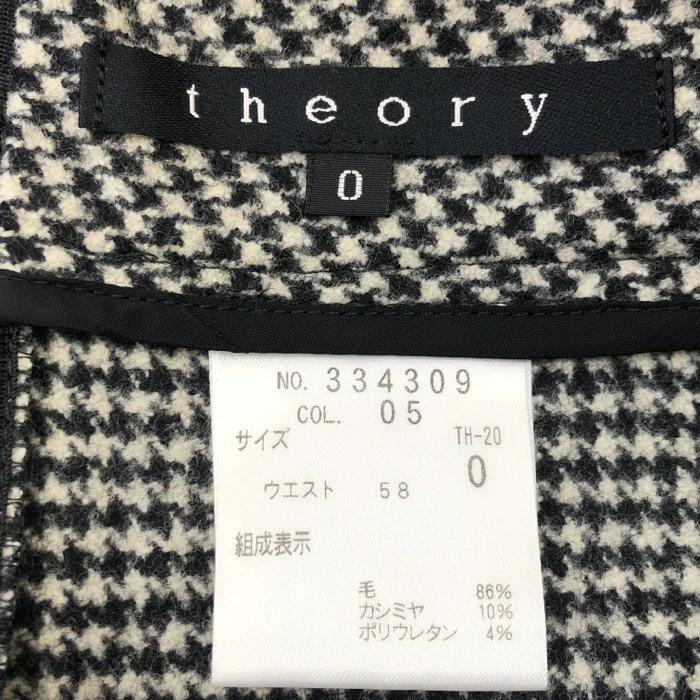 theory
0
NO. 334309
COL. 05
サイズ TH-20
0
ウエスト 58
組成表示
毛 86%
カシミヤ 10%
ポリウレタン 4%